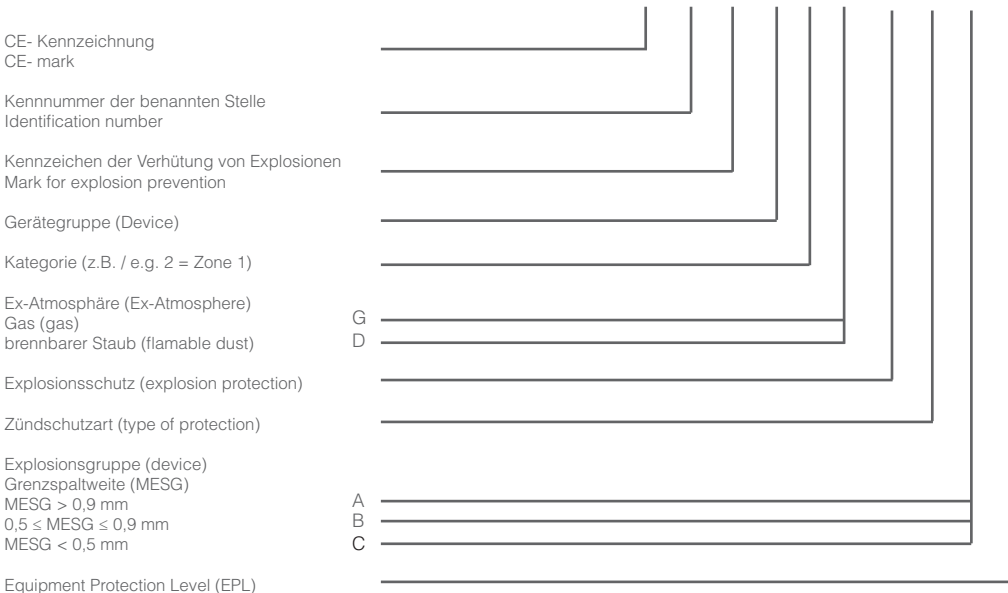 CE- Kennzeichnung
CE- mark
Kennnummer der benannten Stelle
Identification number
Kennzeichen der Verhütung von Explosionen
Mark for explosion prevention
Gerätegruppe (Device)
Kategorie (z.B. / e.g. 2 = Zone 1)
Ex-Atmosphäre (Ex-Atmosphere)
Gas (gas) G
brennbarer Staub (flamable dust) D
Explosionsschutz (explosion protection)
Zündschutzart (type of protection)
Explosionsgruppe (device)
Grenzspaltweite (MESG)
MESG > 0,9 mm A
0,5 ≤ MESG ≤ 0,9 mm B
MESG < 0,5 mm C
Equipment Protection Level (EPL)